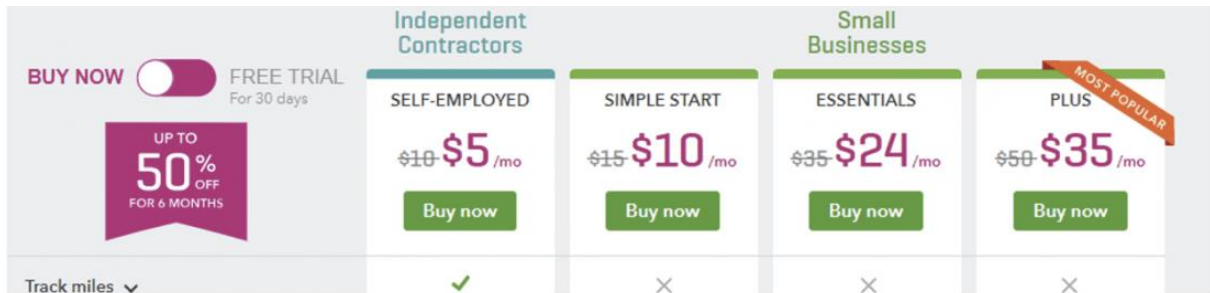 Independent
Contractors
Small
Businesses
BUY NOW
FREE TRIAL
For 30 days
UP TO
50%
OFF
FOR 6 MONTHS
SELF-EMPLOYED
$10 $5 /mo
Buy now
SIMPLE START
$15 $10 /mo
Buy now
ESSENTIALS
$35 $24 /mo
Buy now
MOST POPULAR
PLUS
$50 $35 /mo
Buy now
Track miles